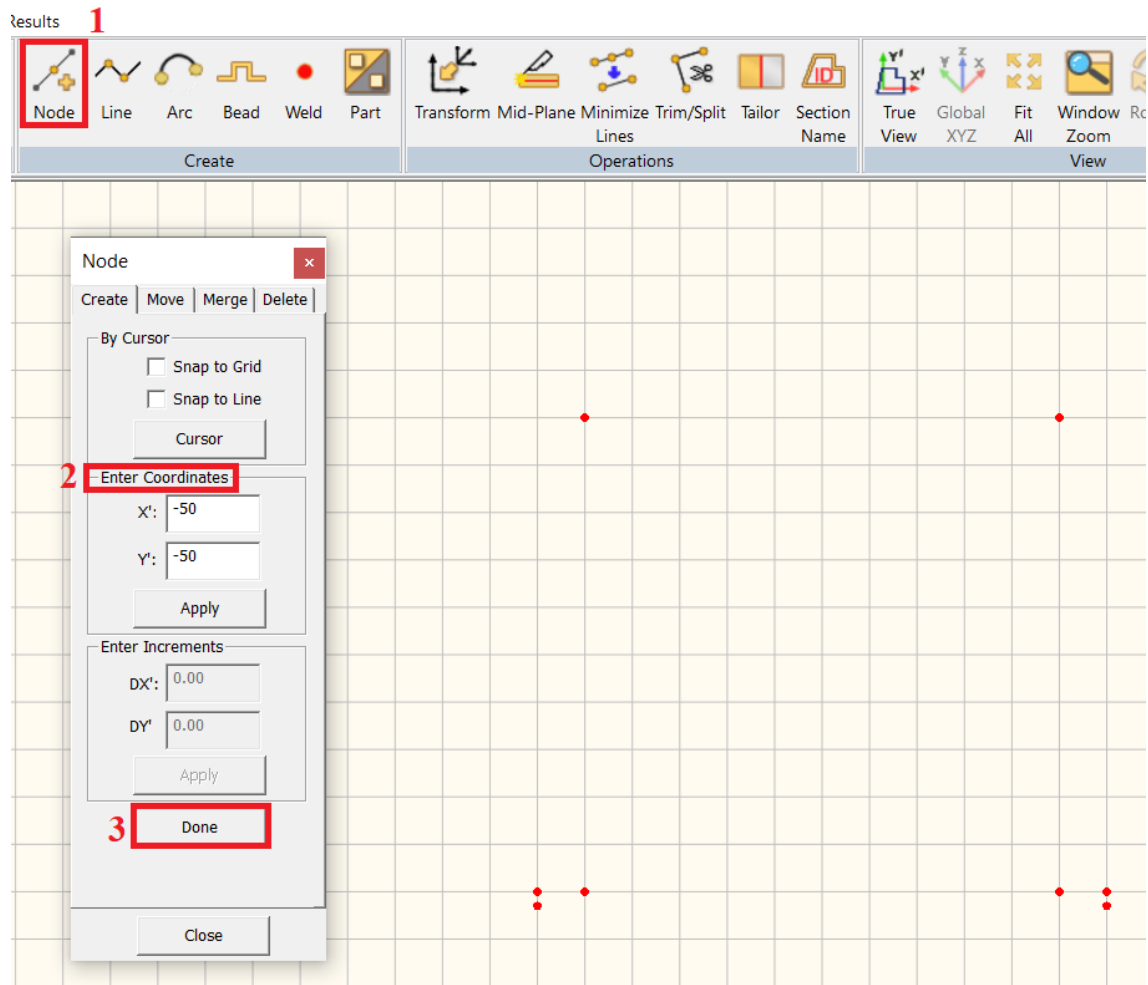 Results
1
Node Line Arc Bead Weld Part
Create
Transform Mid-Plane Minimize Lines Trim/Split Tailor Section Name
ID
Operations
Y' X' True View
Y Z X Global XYZ
Fit All
Window Zoom
View
Node
×
Create Move Merge Delete
By Cursor
Snap to Grid
Snap to Line
Cursor
2
Enter Coordinates
X': -50
Y': -50
Apply
Enter Increments
DX': 0.00
DY' 0.00
Apply
3
Done
Close